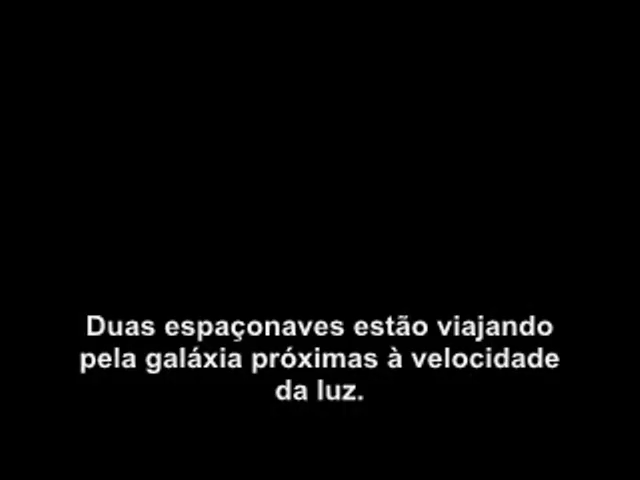 Duas espaçonaves estão viajando
pela galáxia próximas à velocidade
da luz.